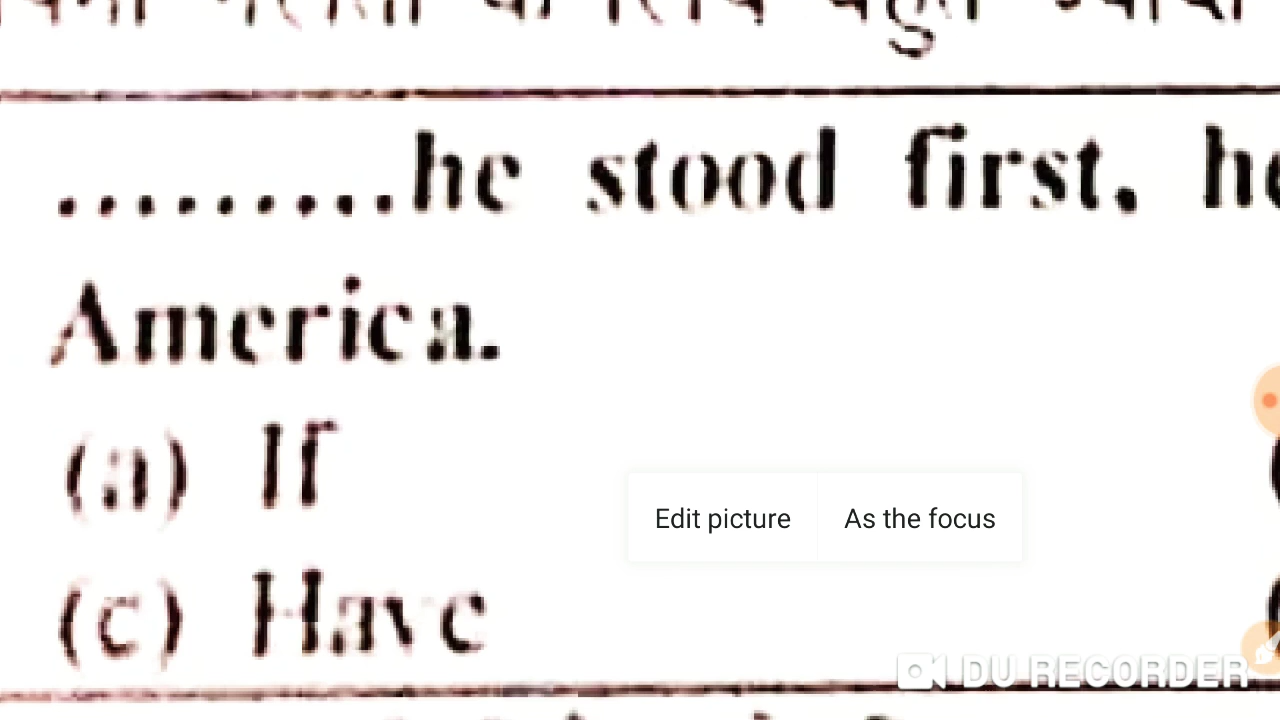 .........he stood first, he
America.
(a) If
Edit picture As the focus
(c) Have
DU RECORDER